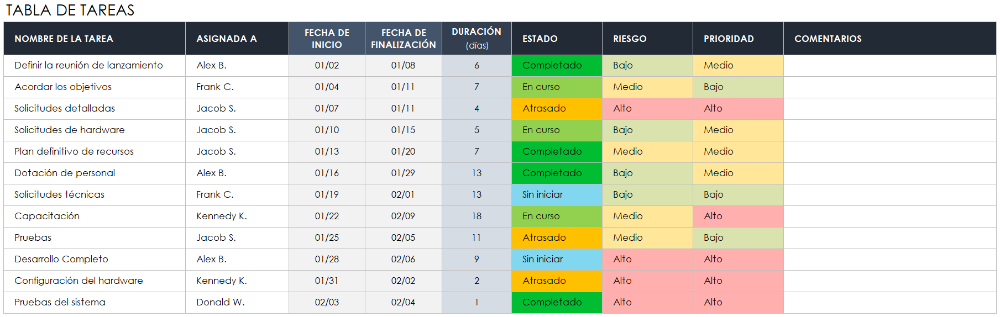 TABLA DE TAREAS
NOMBRE DE LA TAREA ASIGNADA A FECHA DE INICIO FECHA DE FINALIZACIÓN DURACIÓN (días) ESTADO RIESGO PRIORIDAD COMENTARIOS
Definir la reunión de lanzamiento Alex B. 01/02 01/08 6 Completado Bajo Medio
Acordar los objetivos Frank C. 01/04 01/11 7 En curso Medio Bajo
Solicitudes detalladas Jacob S. 01/07 01/11 4 Atrasado Alto Alto
Solicitudes de hardware Jacob S. 01/10 01/15 5 En curso Bajo Medio
Plan definitivo de recursos Jacob S. 01/13 01/20 7 Completado Medio Medio
Dotación de personal Alex B. 01/16 01/29 13 Completado Bajo Medio
Solicitudes técnicas Frank C. 01/19 02/01 13 Sin iniciar Bajo Bajo
Capacitación Kennedy K. 01/22 02/09 18 En curso Medio Alto
Pruebas Jacob S. 01/25 02/05 11 Atrasado Medio Bajo
Desarrollo Completo Alex B. 01/28 02/06 9 Sin iniciar Alto Alto
Configuración del hardware Kennedy K. 01/31 02/02 2 Atrasado Alto Alto
Pruebas del sistema Donald W. 02/03 02/04 1 Completado Alto Alto